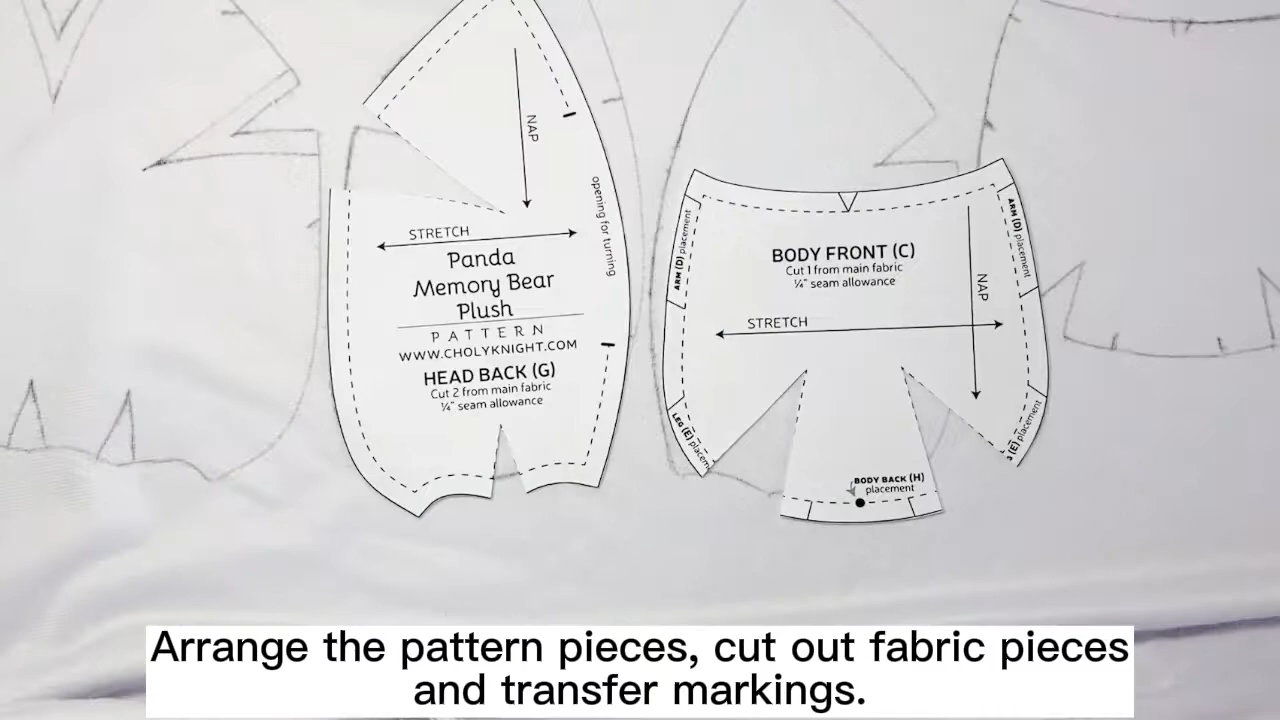 NAP
opening for turning
STRETCH
Panda
Memory Bear
Plush
PATTERN
WWW.CHOLYKNIGHT.COM
HEAD BACK (G)
Cut 2 from main fabric
¼" seam allowance
ARM (D) placement
ARM (D) placement
BODY FRONT (C)
Cut 1 from main fabric
¼" seam allowance
NAP
STRETCH
LEG (E) placem
(E) placement
BODY BACK (H)
placement
Arrange the pattern pieces, cut out fabric pieces
and transfer markings.